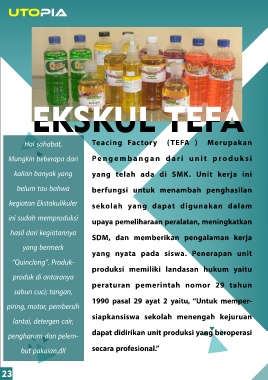 UTOPIA
EKSKUL TEFA
Hai sahabat,
Mungkin beberapa dari
kalian banyak yang
belum tau bahwa
kegiatan Ekstakulikuler
ini sudah memproduksi
hasil dari kegiatannya
yang bermerk
"Quinclong". Produk-
produk di antaranya
sabun cuci; tangan,
piring, motor, pembersih
lantai, detergen cair,
pengharum dan pelem-
but pakaian,dll
Teacing Factory (TEFA ) Merupakan
Pengembangan dari unit produksi
yang telah ada di SMK. Unit kerja ini
berfungsi untuk menambah penghasilan
sekolah yang dapat digunakan dalam
upaya pemeliharaan peralatan, meningkatkan
SDM, dan memberikan pengalaman kerja
yang nyata pada siswa. Penerapan unit
produksi memiliki landasan hukum yaitu
peraturan pemerintah nomor 29 tahun
1990 pasal 29 ayat 2 yaitu, "Untuk memper-
siapkansiswa sekolah menengah kejuruan
dapat didirikan unit produksi yang beroperasi
secara profesional."
23